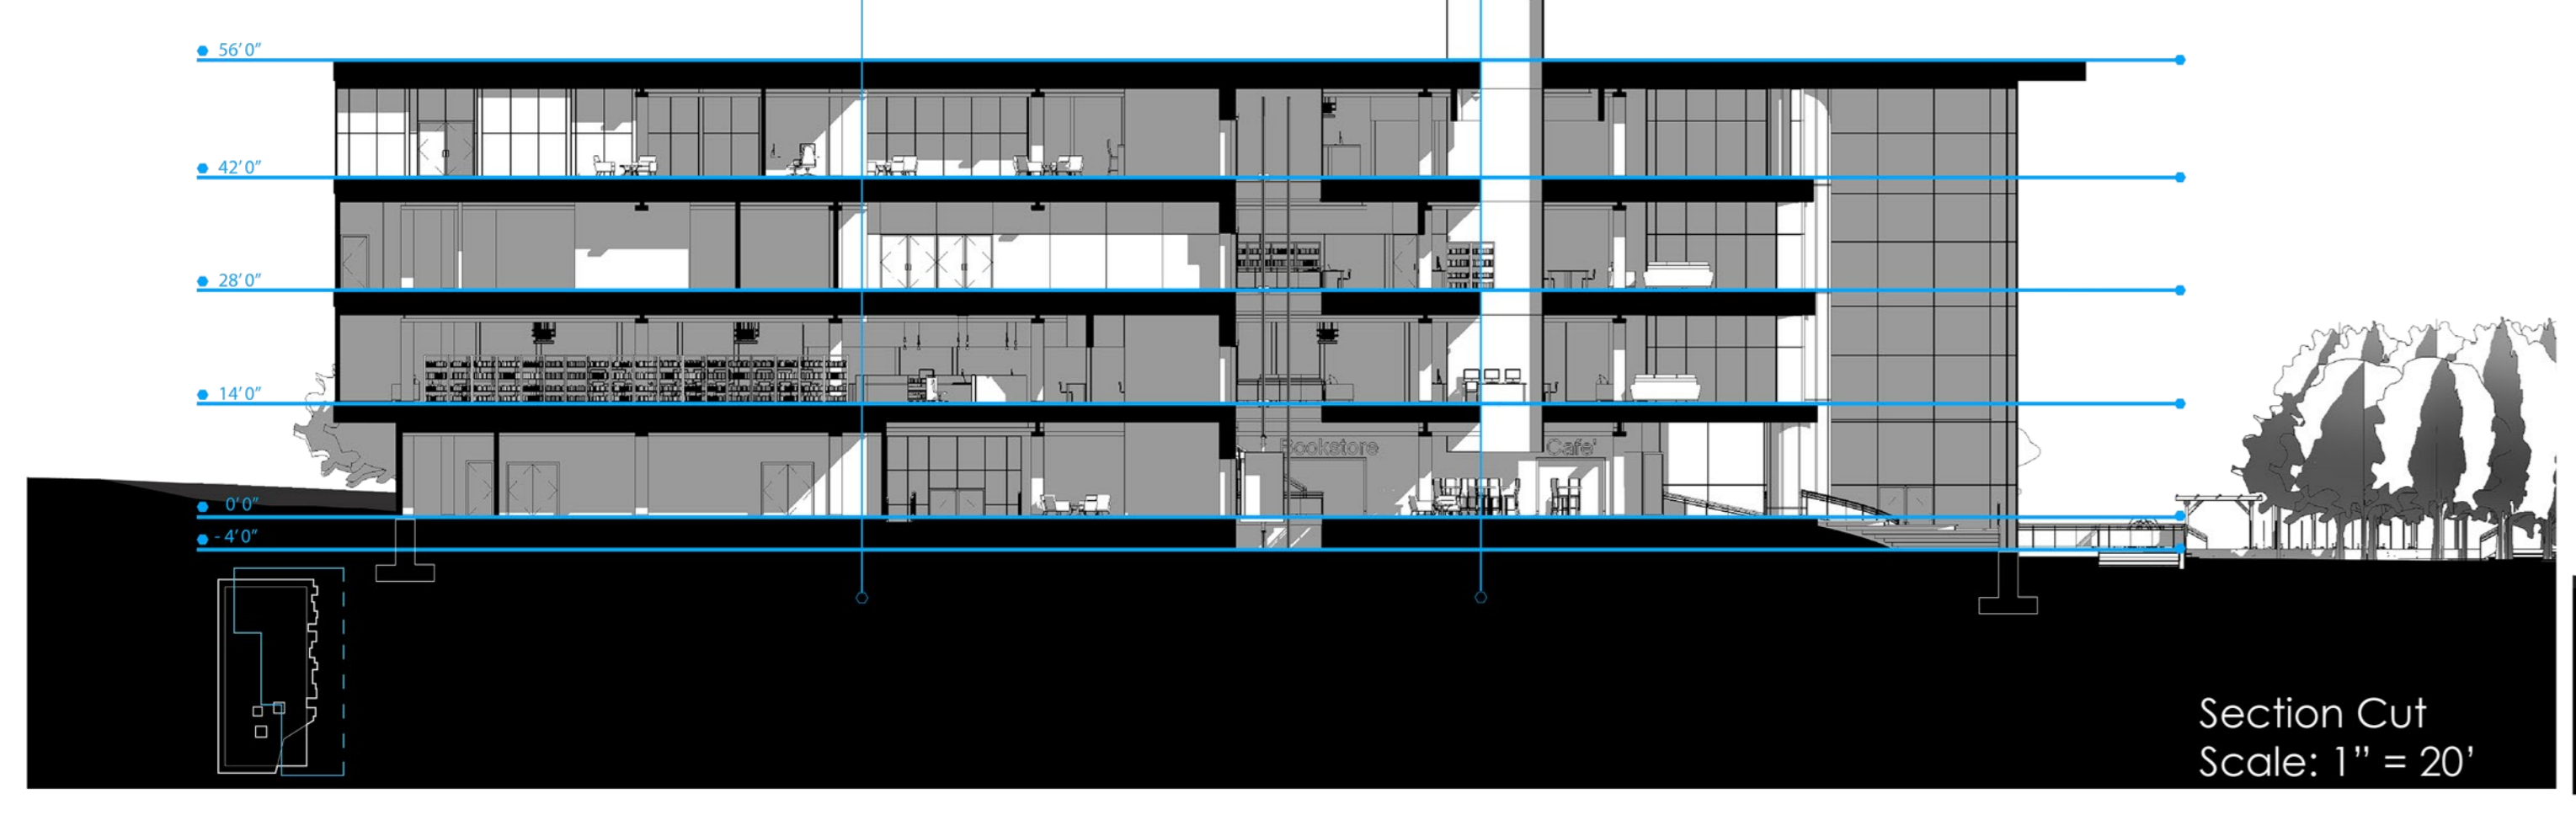 56'0"
42'0"
28'0"
14'0"
Bookstore
Cafe'
0'0"
- 4'0"
Section Cut
Scale: 1" = 20'